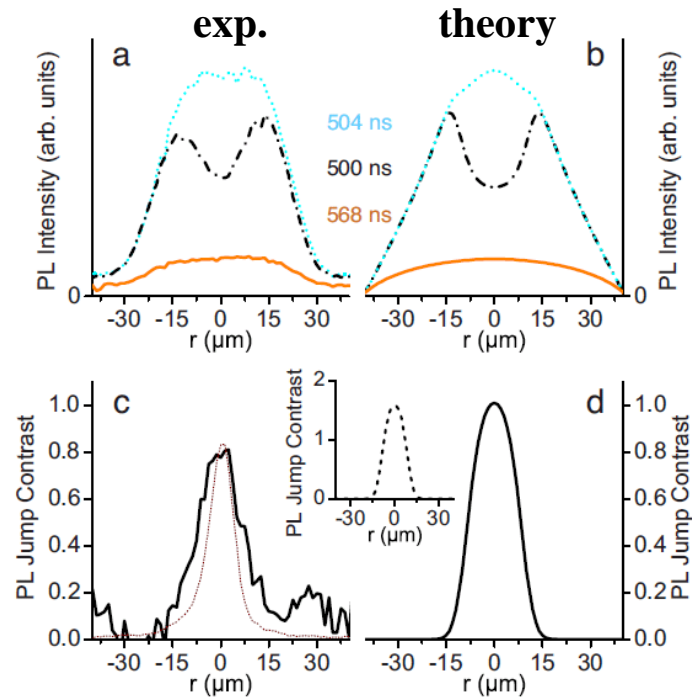 exp. theory
a b
PL Intensity (arb. units)
504 ns
500 ns
568 ns
PL Intensity (arb. units)
0 0
-30 -15 0 15 30 -30 -15 0 15 30
r (µm) r (µm)
c d
PL Jump Contrast
1.0
0.8
0.6
0.4
0.2
0.0
-30 -15 0 15 30
r (µm)
PL Jump Contrast
2
1
0
-30 0 30
r (µm)
1.0
0.8
0.6
0.4
0.2
0.0
PL Jump Contrast
-30 -15 0 15 30
r (µm)